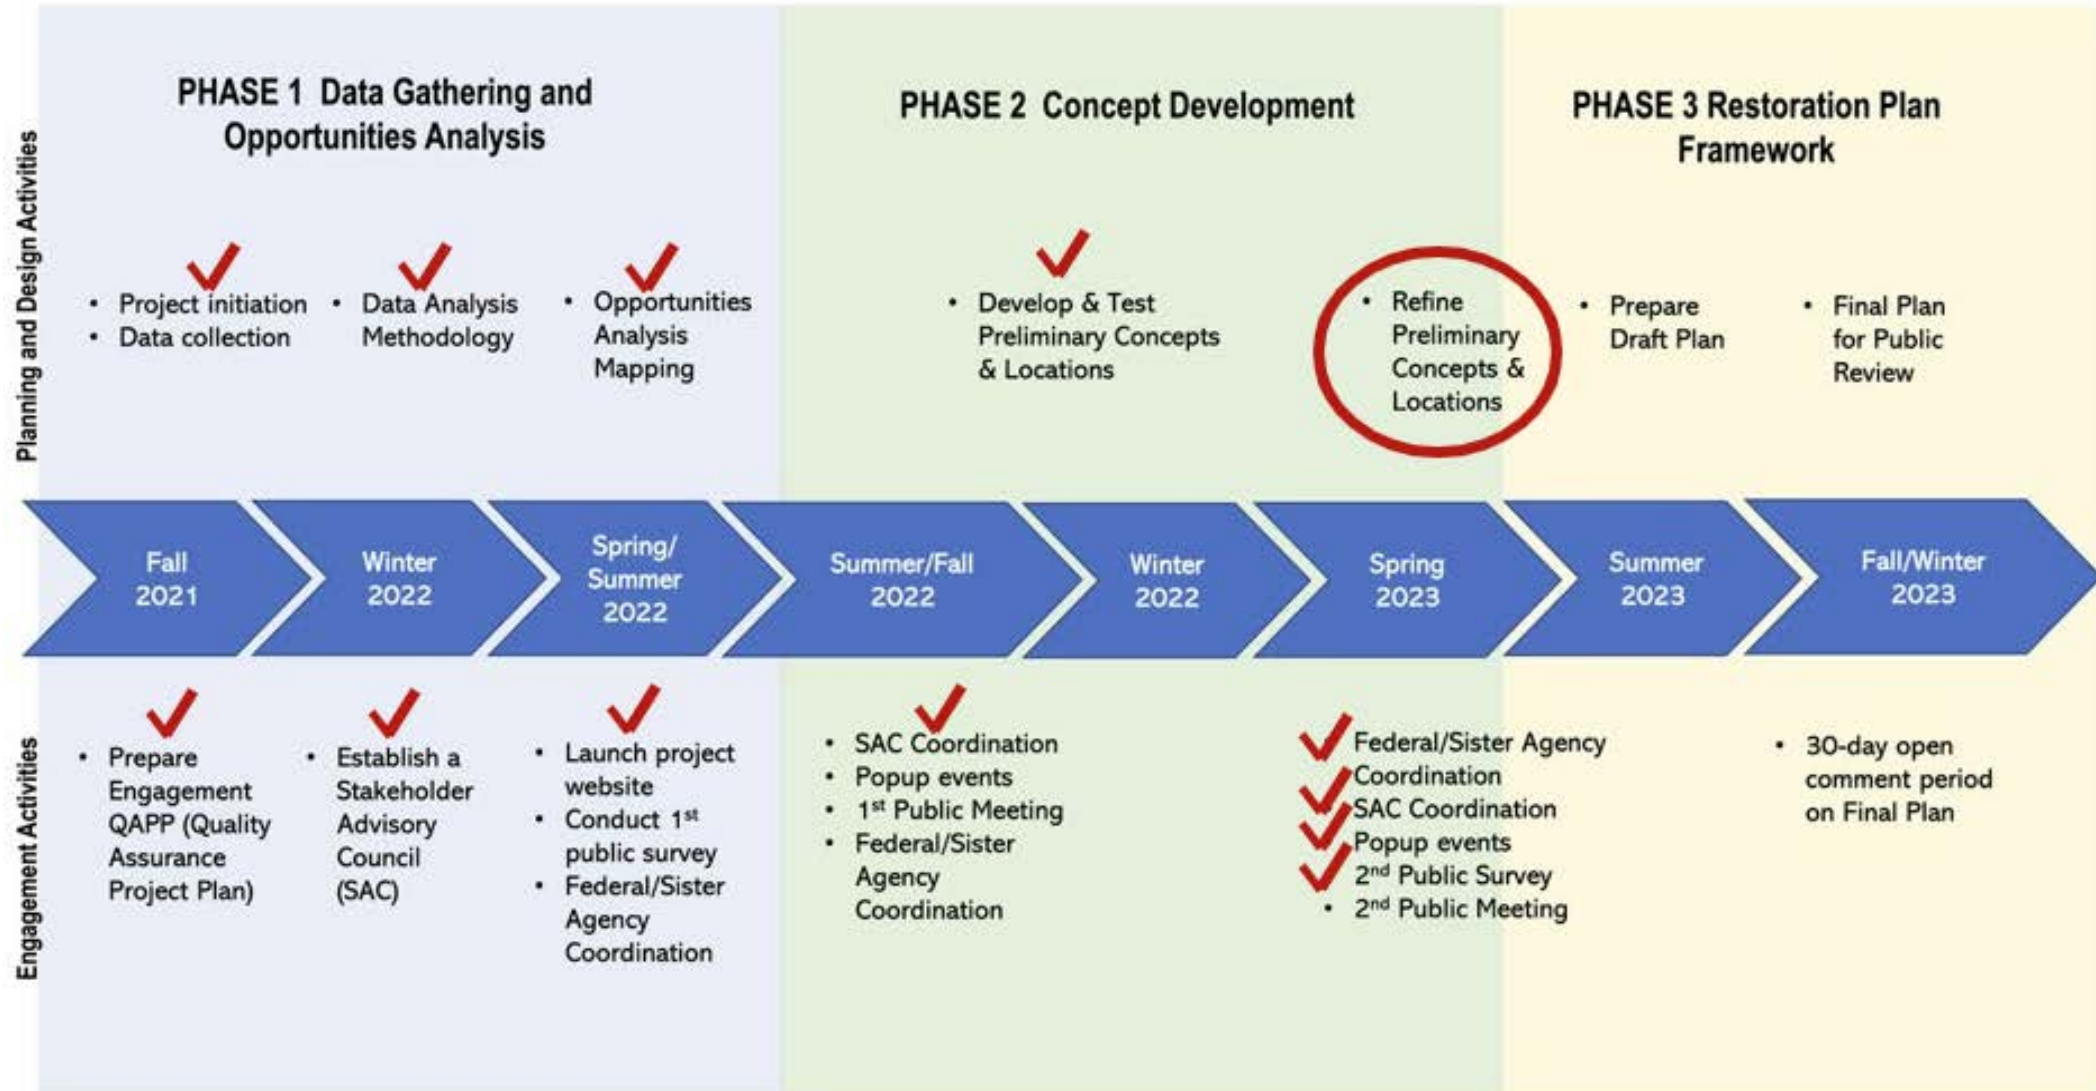 PHASE 1 Data Gathering and
Opportunities Analysis
PHASE 2 Concept Development
PHASE 3 Restoration Plan
Framework
Planning and Design Activities
• Project initiation
• Data collection
• Data Analysis
Methodology
• Opportunities
Analysis
Mapping
• Develop & Test
Preliminary Concepts
& Locations
• Refine
Preliminary
Concepts &
Locations
• Prepare
Draft Plan
• Final Plan
for Public
Review
Fall
2021
Winter
2022
Spring/
Summer
2022
Summer/Fall
2022
Winter
2022
Spring
2023
Summer
2023
Fall/Winter
2023
Engagement Activities
• Prepare
Engagement
QAPP (Quality
Assurance
Project Plan)
• Establish a
Stakeholder
Advisory
Council
(SAC)
• Launch project
website
• Conduct 1st
public survey
• Federal/Sister
Agency
Coordination
• SAC Coordination
• Popup events
• 1st Public Meeting
• Federal/Sister
Agency
Coordination
Federal/Sister Agency
Coordination
SAC Coordination
Popup events
2nd Public Survey
• 2nd Public Meeting
• 30-day open
comment period
on Final Plan